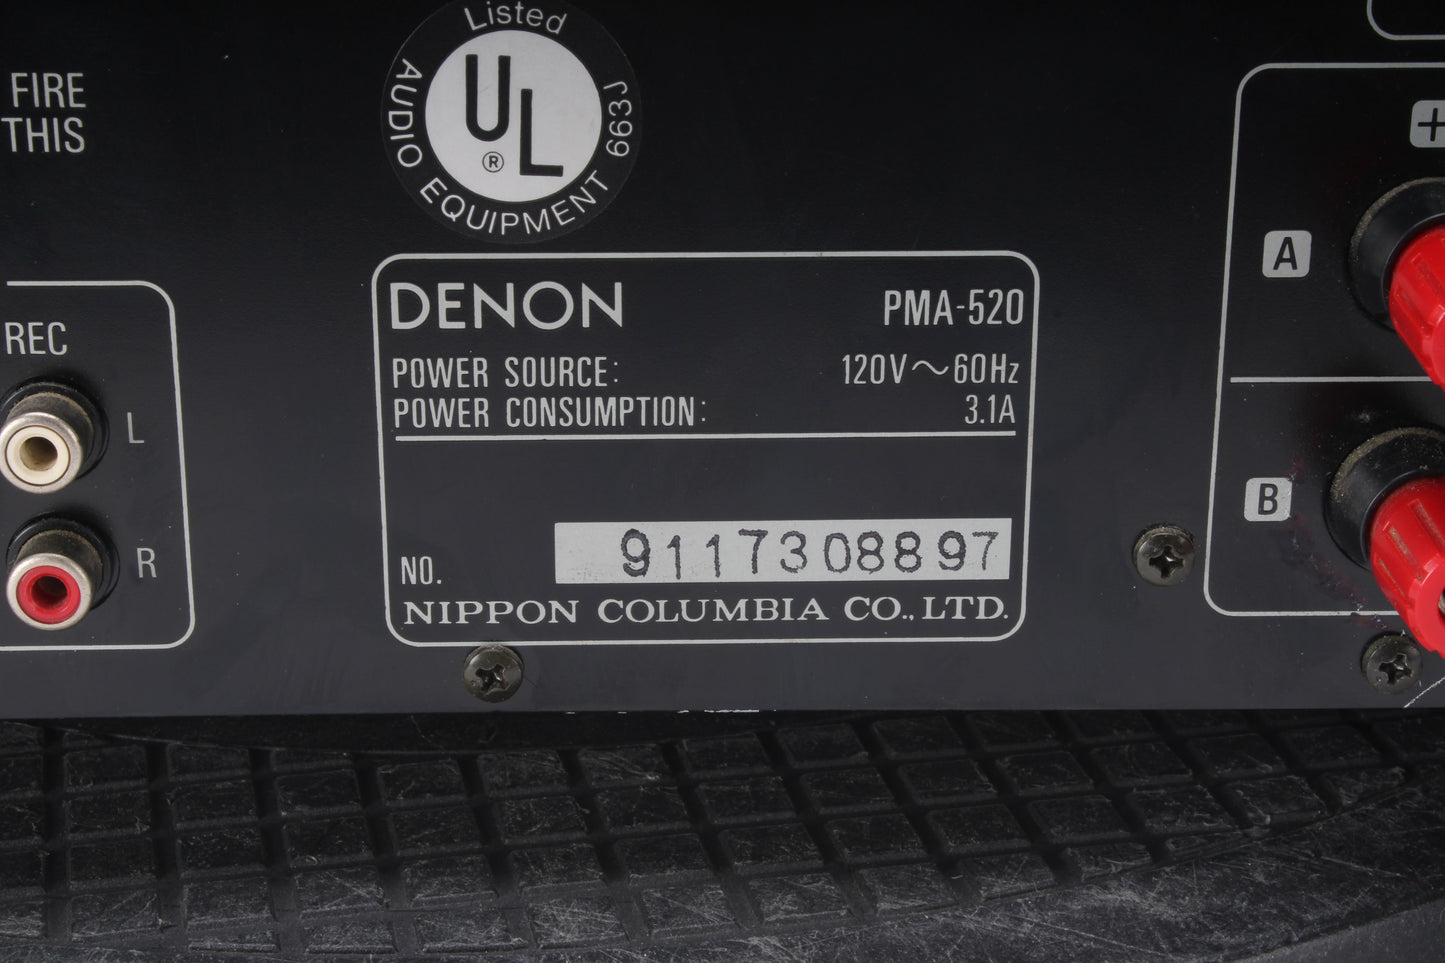 Listed
UL
®
AUDIO EQUIPMENT 663J
FIRE
THIS
DENON PMA-520
POWER SOURCE: 120V～60Hz
POWER CONSUMPTION: 3.1A
NO. 9117308897
NIPPON COLUMBIA CO., LTD.
REC
L
R
+
A
B